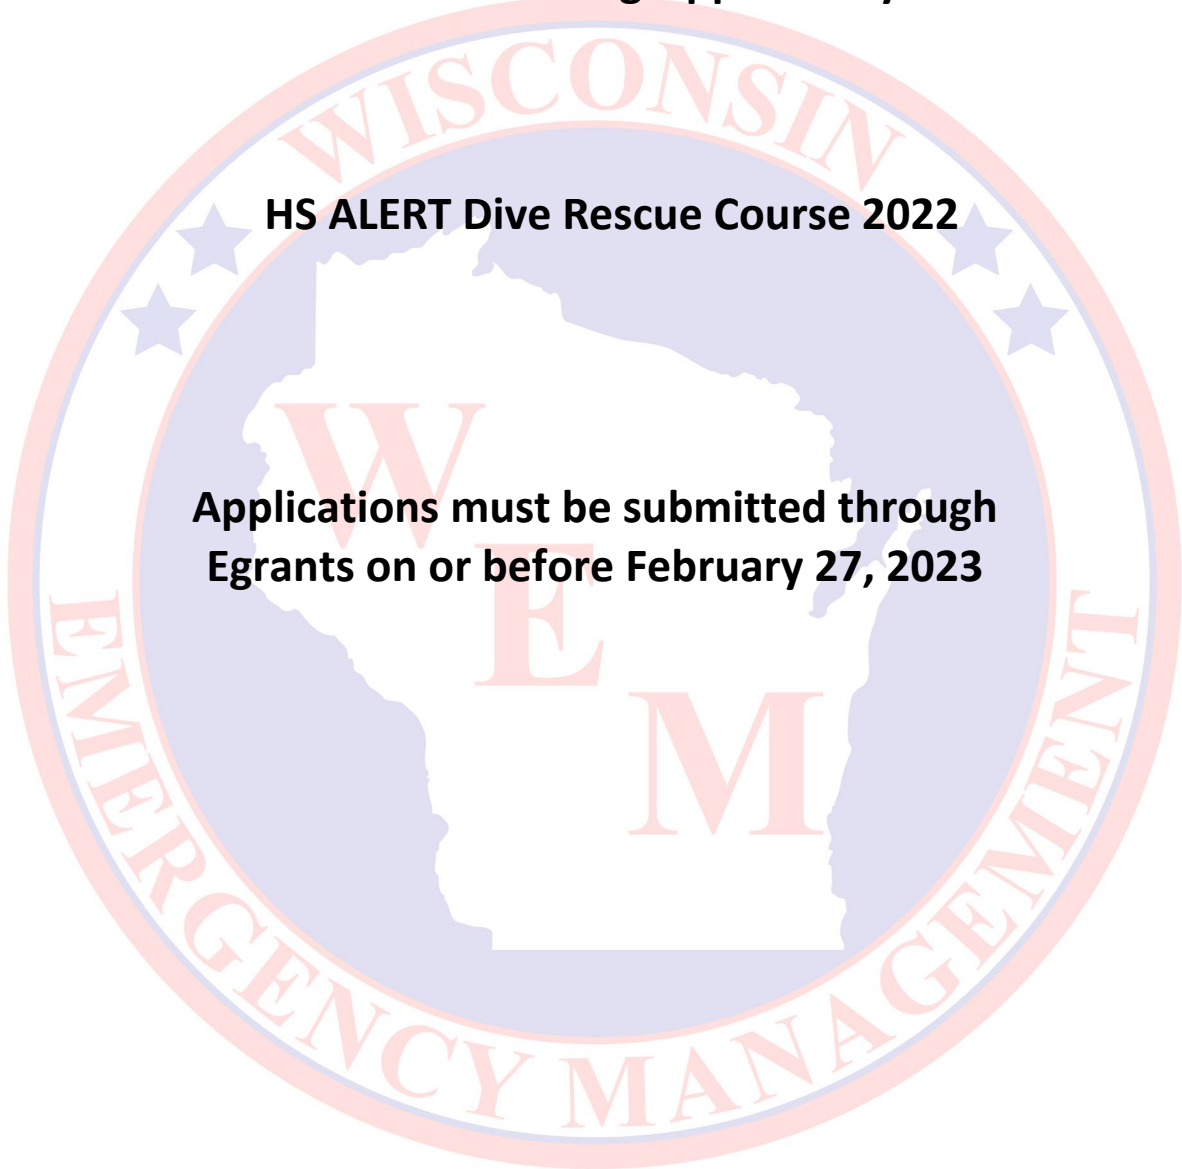 HS ALERT Dive Rescue Course 2022
Applications must be submitted through
Egrants on or before February 27, 2023
WISCONSIN
W
E
M
EMERGENCY MANAGEMENT